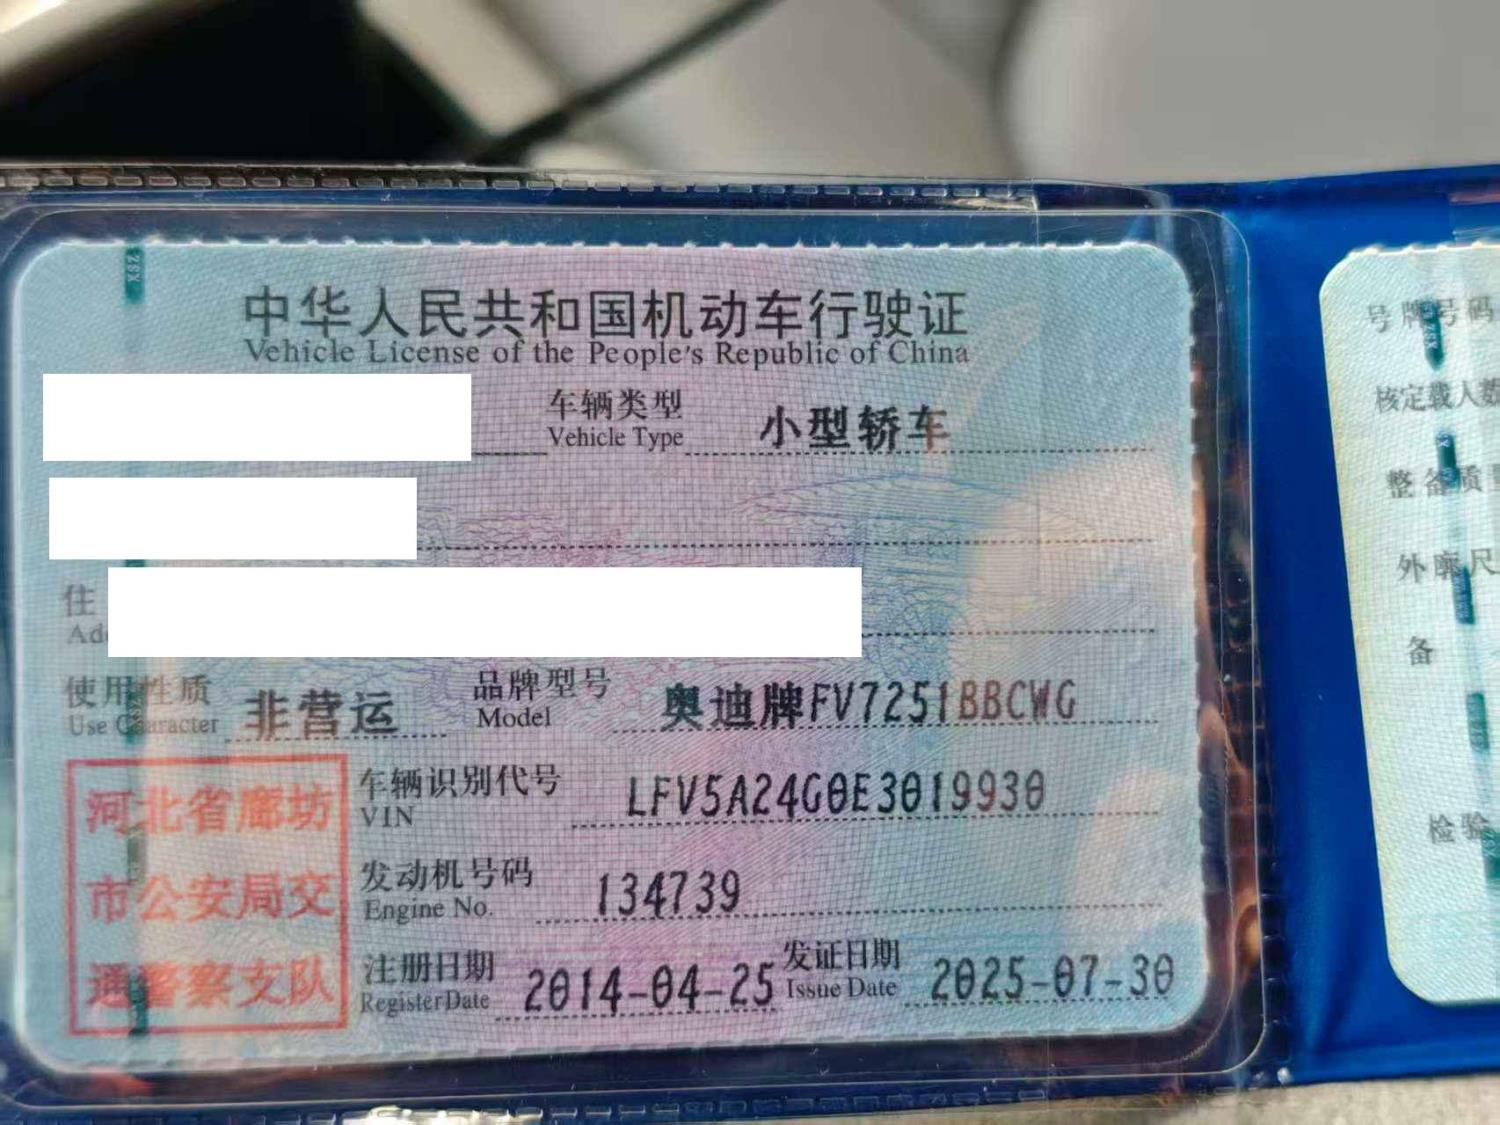 中华人民共和国机动车行驶证
Vehicle License of the People's Republic of China
车辆类型 小型轿车
Vehicle Type
住
Add
使用性质 非营运 品牌型号 奥迪牌FV7251BBCWG
Use Character Model
车辆识别代号 LFV5A24G0E3019930
VIN
发动机号码 134739
Engine No.
注册日期 2014-04-25 发证日期 2025-07-30
Register Date Issue Date
河北省廊坊
市公安局交
通警察支队
号牌号码
核定载人数
整备质量
外廓尺
备
检验